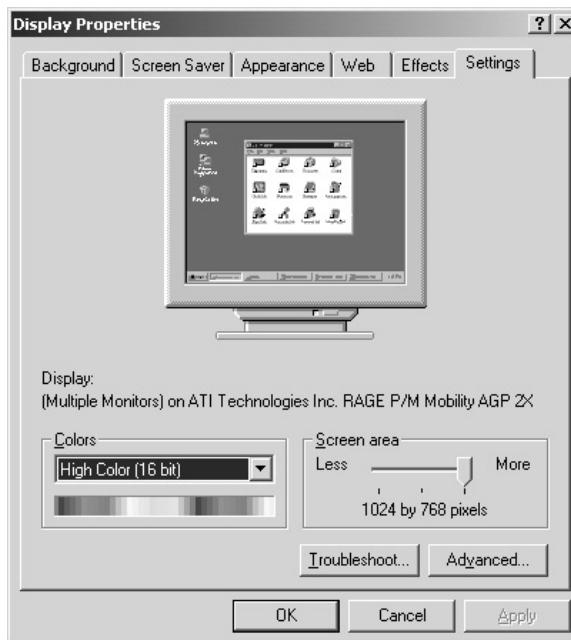 Display Properties
Background Screen Saver Appearance Web Effects Settings
Display:
(Multiple Monitors) on ATI Technologies Inc. RAGE P/M Mobility AGP 2X
Colors
High Color (16 bit)
Screen area
Less More
1024 by 768 pixels
Troubleshoot... Advanced...
OK Cancel Apply